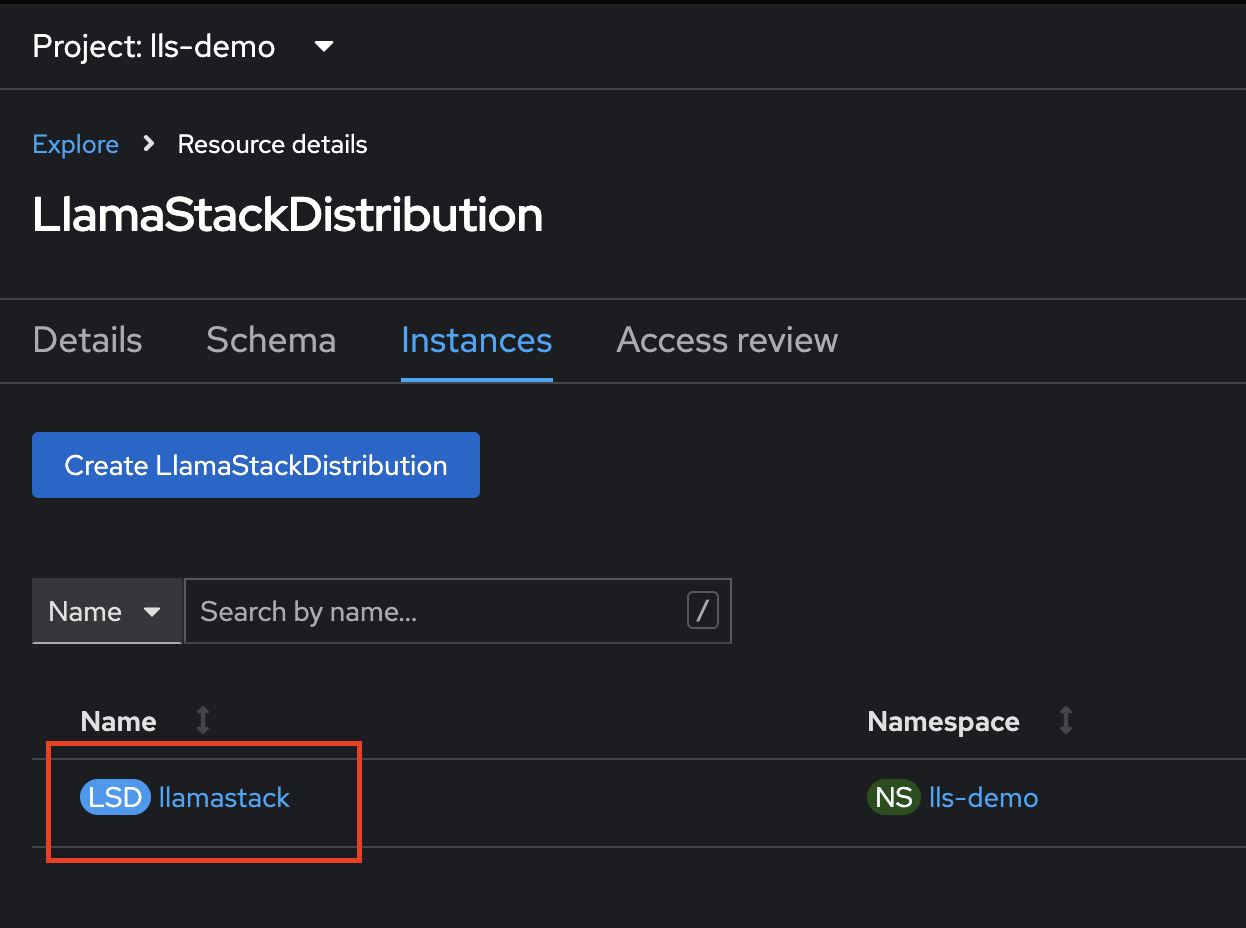 Project: lls-demo
Explore Resource details
LlamaStackDistribution
Details Schema Instances Access review
Create LlamaStackDistribution
Name Search by name... /
Name Namespace
LSD llamastack NS lls-demo